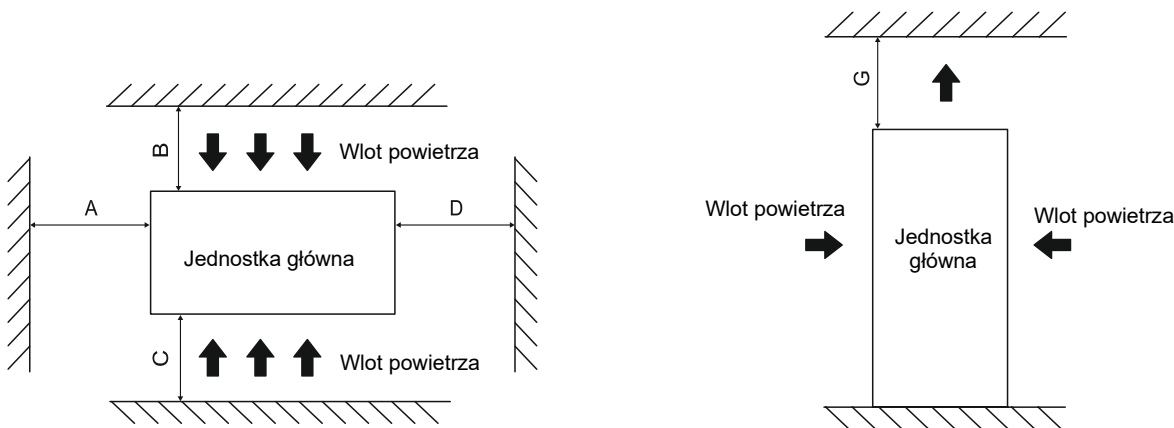 B
Wlot powietrza
A
D
Jednostka główna
C
Wlot powietrza
G
Wlot powietrza
Wlot powietrza
Jednostka
główna